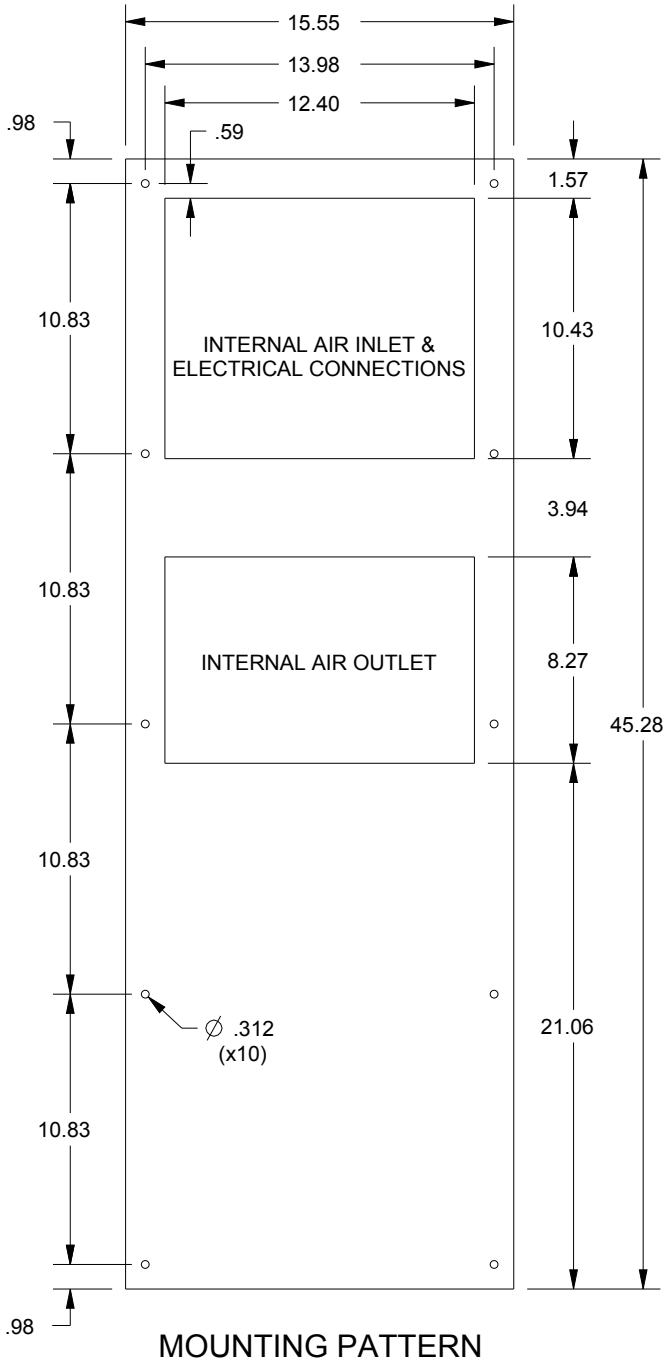 15.55
13.98
12.40
.98
.59
1.57
10.83
INTERNAL AIR INLET &
ELECTRICAL CONNECTIONS
10.43
3.94
10.83
INTERNAL AIR OUTLET
8.27
45.28
10.83
Ø .312
(x10)
21.06
10.83
.98
MOUNTING PATTERN